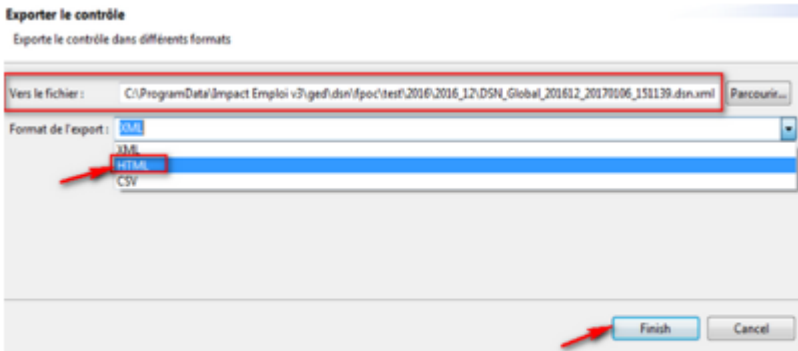 Exporter le contrôle
Exporte le contrôle dans différents formats
Vers le fichier : C:\ProgramData\Impact Emploi v3\ged\dsn\fpoc\test\2016\2016_12\DSN_Global_201612_20170106_151139.dsn.xml Parcourir...
Format de l'export : XML
XML
HTML
CSV
Finish Cancel